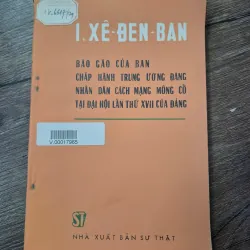 I. XÊ-ĐEN-BAN
BÁO CÁO CỦA BAN
CHẤP HÀNH TRUNG ƯƠNG ĐẢNG
NHÂN DÂN CÁCH MẠNG MÔNG CỔ
TẠI ĐẠI HỘI LẦN THỨ XVII CỦA ĐẢNG
V.00017985
ST
NHÀ XUẤT BẢN SỰ THẬT